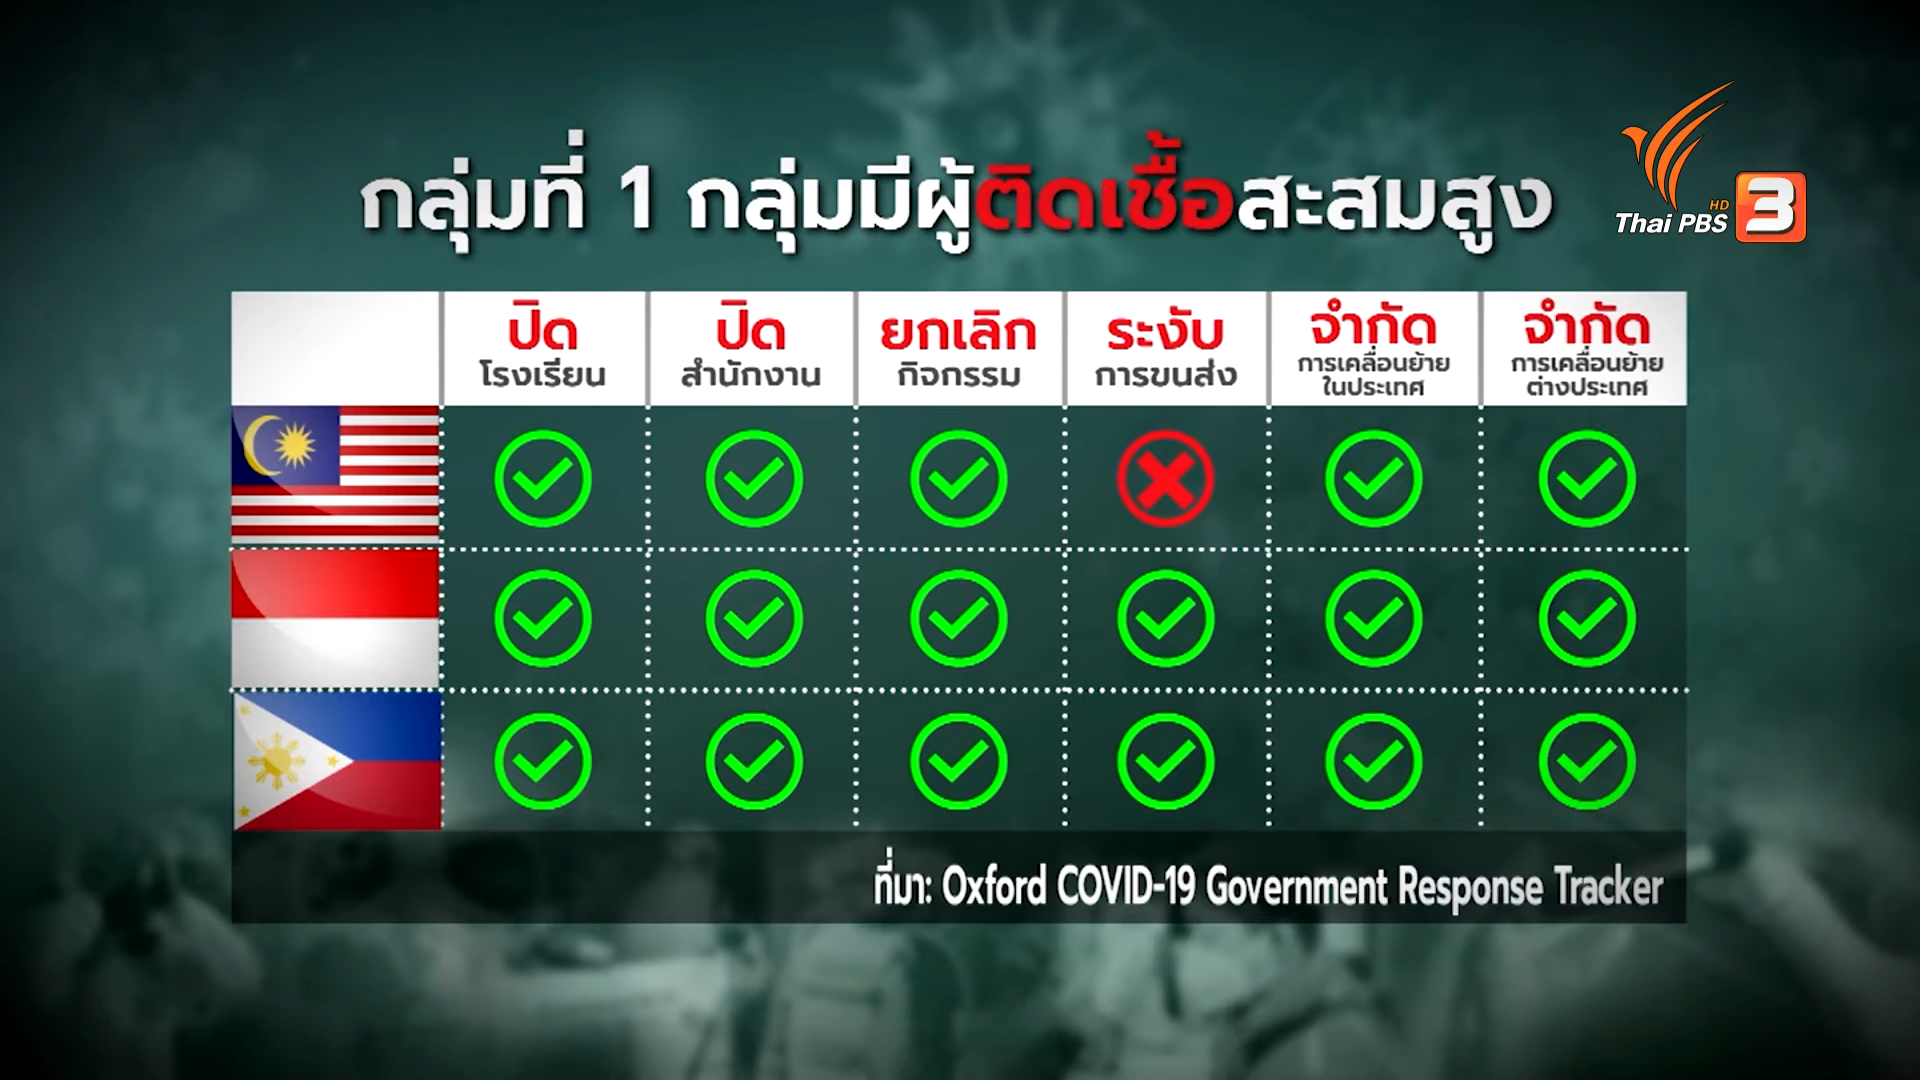 กลุ่มที่ 1 กลุ่มมีผู้ติดเชื้อสะสมสูง
HD
Thai PBS 3
ปิด
โรงเรียน
ปิด
สำนักงาน
ยกเลิก
กิจกรรม
ระงับ
การขนส่ง
จำกัด
การเคลื่อนย้าย
ในประเทศ
จำกัด
การเคลื่อนย้าย
ต่างประเทศ
ที่มา: Oxford COVID-19 Government Response Tracker